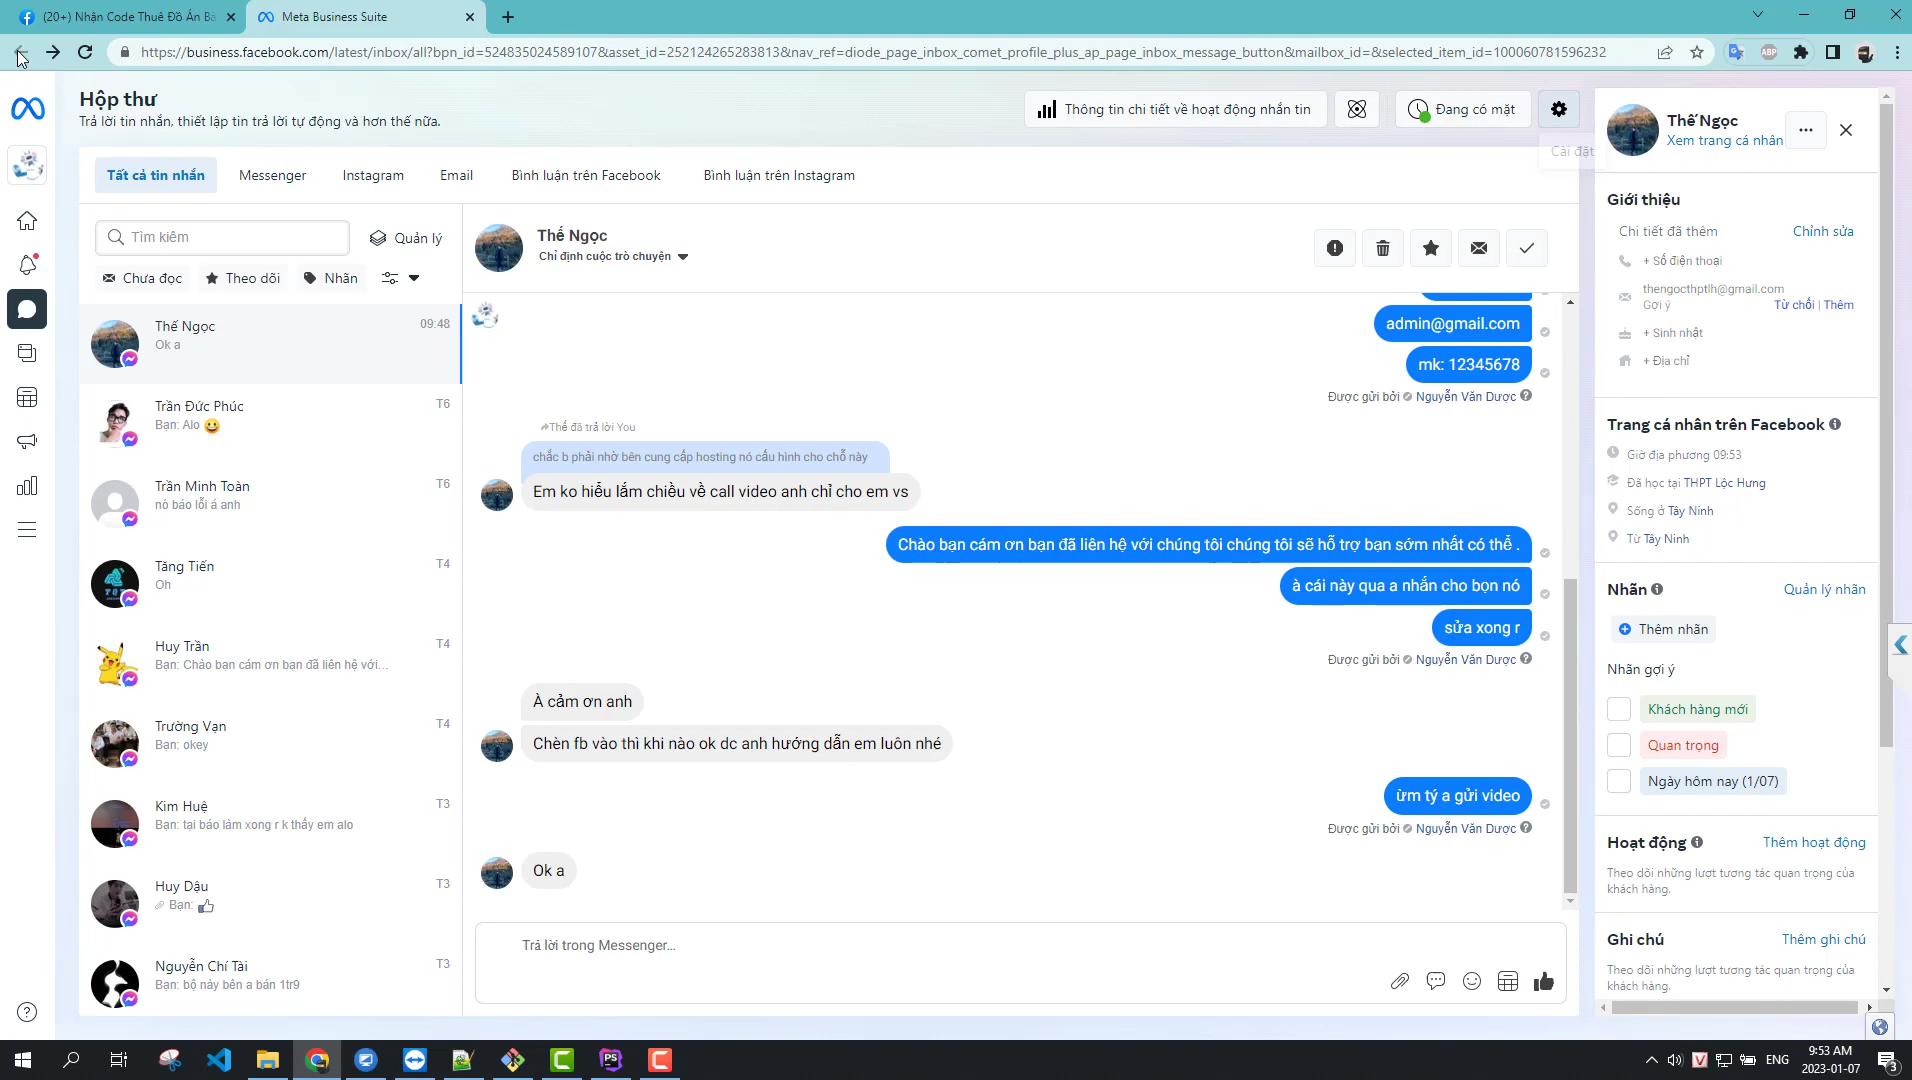 (20+) Nhận Code Thuê Đồ Án Bá
Meta Business Suite
https://business.facebook.com/latest/inbox/all?bpn_id=524835024589107&asset_id=252124265283813&nav_ref=diode_page_inbox_comet_profile_plus_ap_page_inbox_message_button&mailbox_id=&selected_item_id=100060781596232
Hộp thư
Trả lời tin nhắn, thiết lập tin trả lời tự động và hơn thế nữa.
Thông tin chi tiết về hoạt động nhắn tin
Đang có mặt
Cài đặt
Tất cả tin nhắn
Messenger
Instagram
Email
Bình luận trên Facebook
Bình luận trên Instagram
Tìm kiếm
Quản lý
Chưa đọc
Theo dõi
Nhãn
Thế Ngọc
09:48
Ok a
Trần Đức Phúc
T6
Bạn: Alo 😀
Trần Minh Toàn
T6
nó báo lỗi á anh
Tăng Tiến
T4
Oh
Huy Trần
T4
Bạn: Chào bạn cám ơn bạn đã liên hệ với...
Trường Vạn
T4
Bạn: okey
Kim Huệ
T3
Bạn: tại báo làm xong r k thấy em alo
Huy Dậu
T3
Bạn:
Nguyễn Chí Tài
T3
Bạn: bộ này bên a bán 1tr9
Thế Ngọc
Chỉ định cuộc trò chuyện
admin@gmail.com
mk: 12345678
Được gửi bởi Nguyễn Văn Dược
Thế đã trả lời You
chắc b phải nhờ bên cung cấp hosting nó cấu hình cho chỗ này
Em ko hiểu lắm chiều về call video anh chỉ cho em vs
Chào bạn cám ơn bạn đã liên hệ với chúng tôi chúng tôi sẽ hỗ trợ bạn sớm nhất có thể .
à cái này qua a nhắn cho bọn nó
sửa xong r
Được gửi bởi Nguyễn Văn Dược
À cảm ơn anh
Chèn fb vào thì khi nào ok dc anh hướng dẫn em luôn nhé
ừm tý a gửi video
Được gửi bởi Nguyễn Văn Dược
Ok a
Trả lời trong Messenger...
Thế Ngọc
Xem trang cá nhân
Giới thiệu
Chi tiết đã thêm
Chỉnh sửa
+ Số điện thoại
thengocthptlh@gmail.com
Gợi ý
Từ chối | Thêm
+ Sinh nhật
+ Địa chỉ
Trang cá nhân trên Facebook
Giờ địa phương 09:53
Đã học tại THPT Lộc Hưng
Sống ở Tây Ninh
Từ Tây Ninh
Nhãn
Quản lý nhãn
Thêm nhãn
Nhãn gợi ý
Khách hàng mới
Quan trọng
Ngày hôm nay (1/07)
Hoạt động
Thêm hoạt động
Theo dõi những lượt tương tác quan trọng của
khách hàng.
Ghi chú
Thêm ghi chú
Theo dõi những lượt tương tác quan trọng của
khách hàng.
ENG
9:53 AM
2023-01-07
3